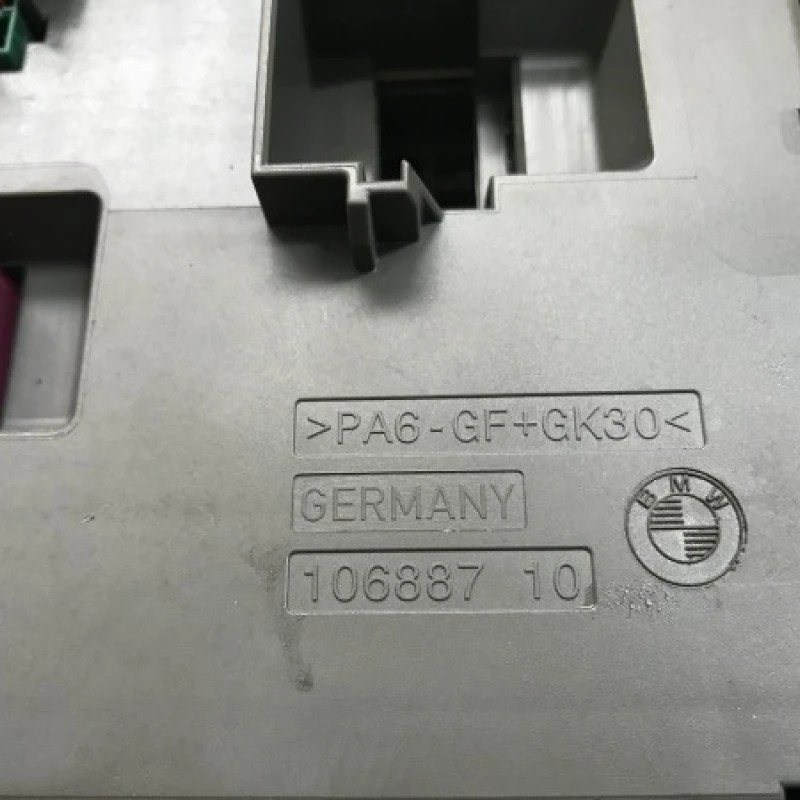 >PA6-GF+GK30<
GERMANY
BMW
106887 10